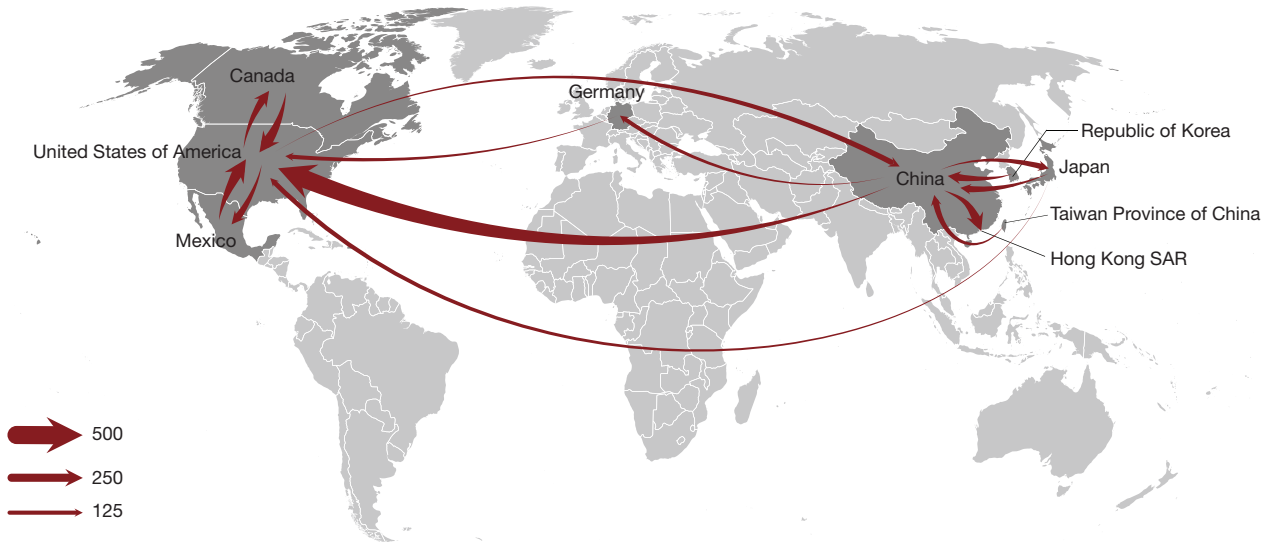 Canada
Germany
United States of America
Mexico
China
Republic of Korea
Japan
Taiwan Province of China
Hong Kong SAR
500
250
125